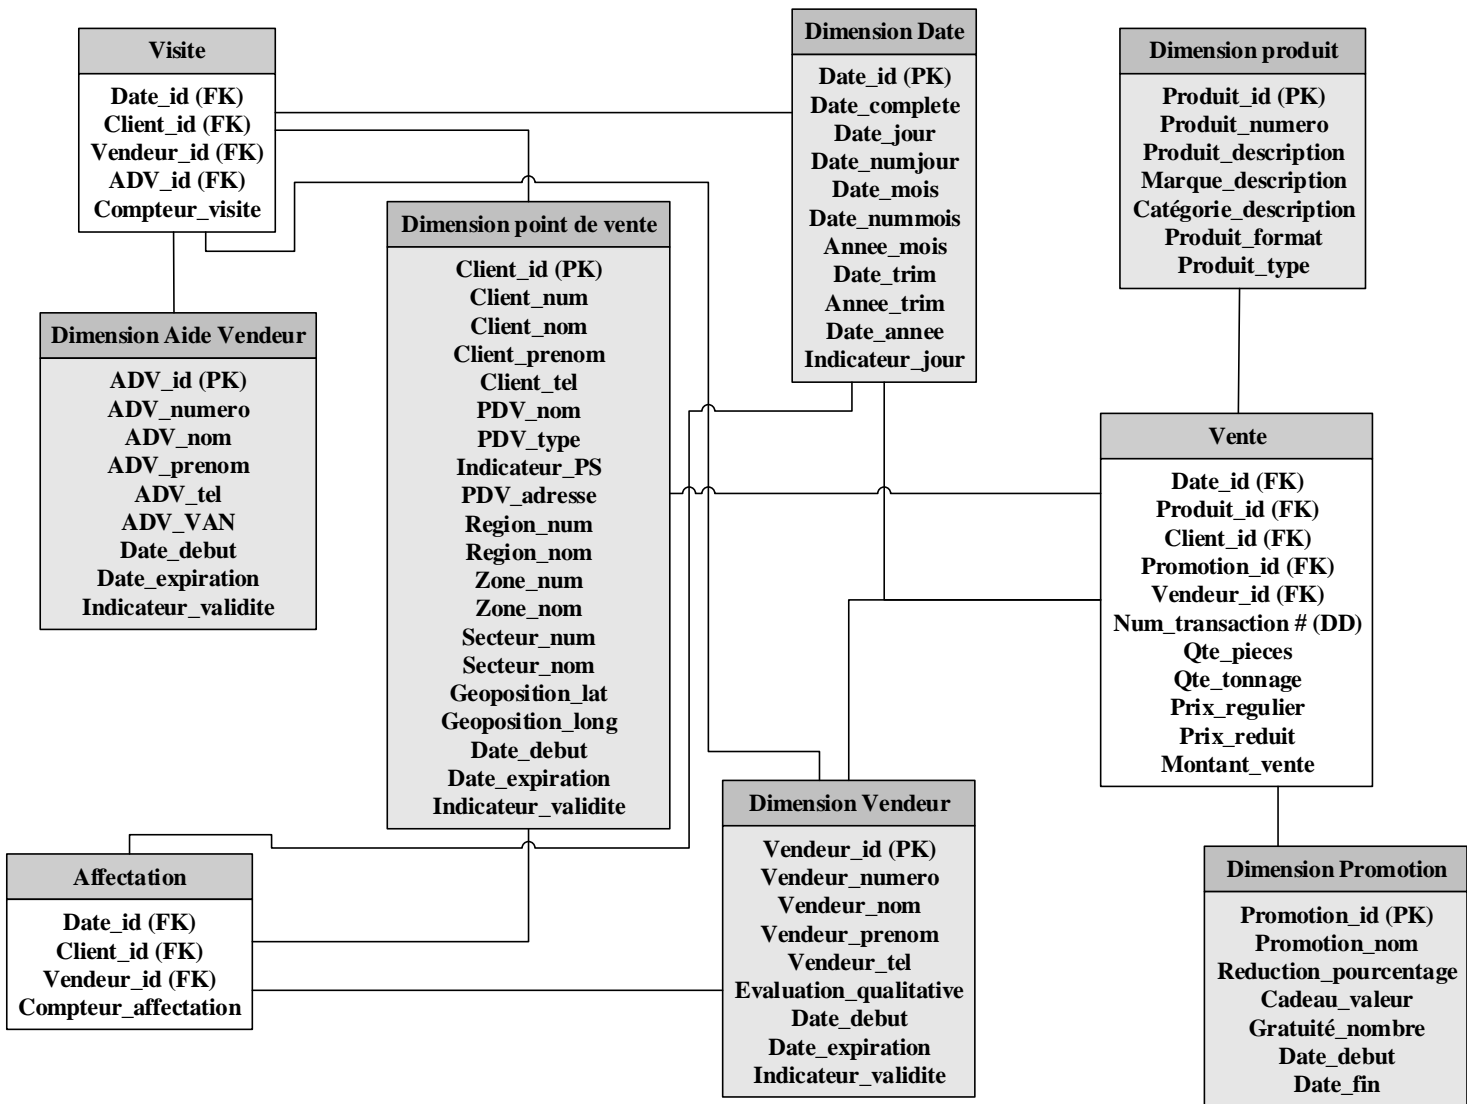 Visite
Date_id (FK)
Client_id (FK)
Vendeur_id (FK)
ADV_id (FK)
Compteur_visite
Dimension Date
Date_id (PK)
Date_complete
Date_jour
Date_numjour
Date_mois
Date_nummois
Annee_mois
Date_trim
Annee_trim
Date_annee
Indicateur_jour
Dimension produit
Produit_id (PK)
Produit_numero
Produit_description
Marque_description
Catégorie_description
Produit_format
Produit_type
Dimension point de vente
Client_id (PK)
Client_num
Client_nom
Client_prenom
Client_tel
PDV_nom
PDV_type
Indicateur_PS
PDV_adresse
Region_num
Region_nom
Zone_num
Zone_nom
Secteur_num
Secteur_nom
Geoposition_lat
Geoposition_long
Date_debut
Date_expiration
Indicateur_validite
Dimension Aide Vendeur
ADV_id (PK)
ADV_numero
ADV_nom
ADV_prenom
ADV_tel
ADV_VAN
Date_debut
Date_expiration
Indicateur_validite
Vente
Date_id (FK)
Produit_id (FK)
Client_id (FK)
Promotion_id (FK)
Vendeur_id (FK)
Num_transaction # (DD)
Qte_pieces
Qte_tonnage
Prix_regulier
Prix_reduit
Montant_vente
Affectation
Date_id (FK)
Client_id (FK)
Vendeur_id (FK)
Compteur_affectation
Dimension Vendeur
Vendeur_id (PK)
Vendeur_numero
Vendeur_nom
Vendeur_prenom
Vendeur_tel
Evaluation_qualitative
Date_debut
Date_expiration
Indicateur_validite
Dimension Promotion
Promotion_id (PK)
Promotion_nom
Reduction_pourcentage
Cadeau_valeur
Gratuité_nombre
Date_debut
Date_fin